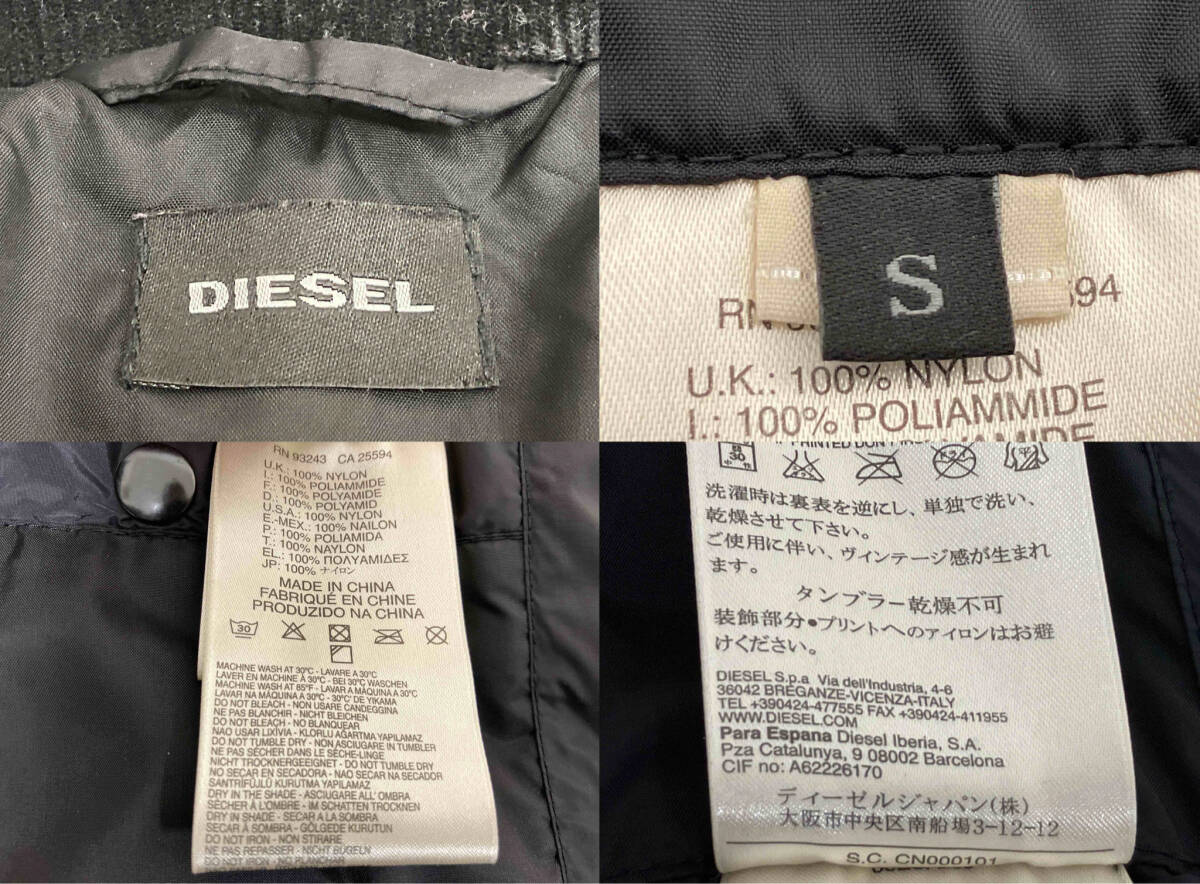 DIESEL
S
RN 594
U.K.: 100% NYLON
I.: 100% POLIAMMIDE
RN 93243 CA 25594
U.K.: 100% NYLON
I.: 100% POLIAMMIDE
F.: 100% POLYAMIDE
D.: 100% POLYAMID
U.S.A.: 100% NYLON
E.-MEX.: 100% NAILON
P.: 100% POLIAMIDA
T.: 100% NAYLON
EL.: 100% ΠΟΛΥΑΜΙΔΕΣ
JP: 100% ナイロン
MADE IN CHINA
FABRIQUÉ EN CHINE
PRODUZIDO NA CHINA
30
MACHINE WASH AT 30°C - LAVARE A 30°C
LAVER EN MACHINE À 30°C - BEI 30°C WASCHEN
MACHINE WASH AT 85°F - LAVAR A MÁQUINA A 30°C
LAVAR NA MÁQUINA A 30°C - 30°C' DE YIKAMA
DO NOT BLEACH - NON USARE CANDEGGINA
NE PAS BLANCHIR - NICHT BLEICHEN
DO NOT BLEACH - NO BLANQUEAR
NAO USAR LIXÍVIA - KLORLU AĞARTMA YAPILAMAZ
DO NOT TUMBLE DRY - NON ASCIUGARE IN TUMBLER
NE PAS SÉCHER DANS LE SÈCHE-LINGE
NICHT TROCKNERGEEIGNET - DO NOT TUMBLE DRY
NO SECAR EN SECADORA - NAO SECAR NA SECADOR
SANTRİFÜJLÜ KURUTMA YAPILAMAZ
DRY IN THE SHADE - ASCIUGARE ALL' OMBRA
SÉCHER À L'OMBRE - IM SCHATTEN TROCKNEN
DRY IN SHADE - SECAR A LA SOMBRA
SECAR À SOMBRA - GÖLGEDE KURUTUN
DO NOT IRON - NON STIRARE
NE PAS REPASSER - NICHT BÜGELN
DO NOT IRON - NO PLANCHAR
30
中性
洗濯時は裏表を逆にし、単独で洗い、
乾燥させて下さい。
ご使用に伴い、ヴィンテージ感が生まれ
ます。
タンブラー乾燥不可
装飾部分•プリントへのアイロンはお避
けください。
DIESEL S.p.a Via dell'Industria, 4-6
36042 BREGANZE-VICENZA-ITALY
TEL +390424-477555 FAX +390424-411955
WWW.DIESEL.COM
Para Espana Diesel Iberia, S.A.
Pza Catalunya, 9 08002 Barcelona
CIF no: A62226170
ディーゼルジャパン(株)
大阪市中央区南船場3-12-12
S.C. CN000101